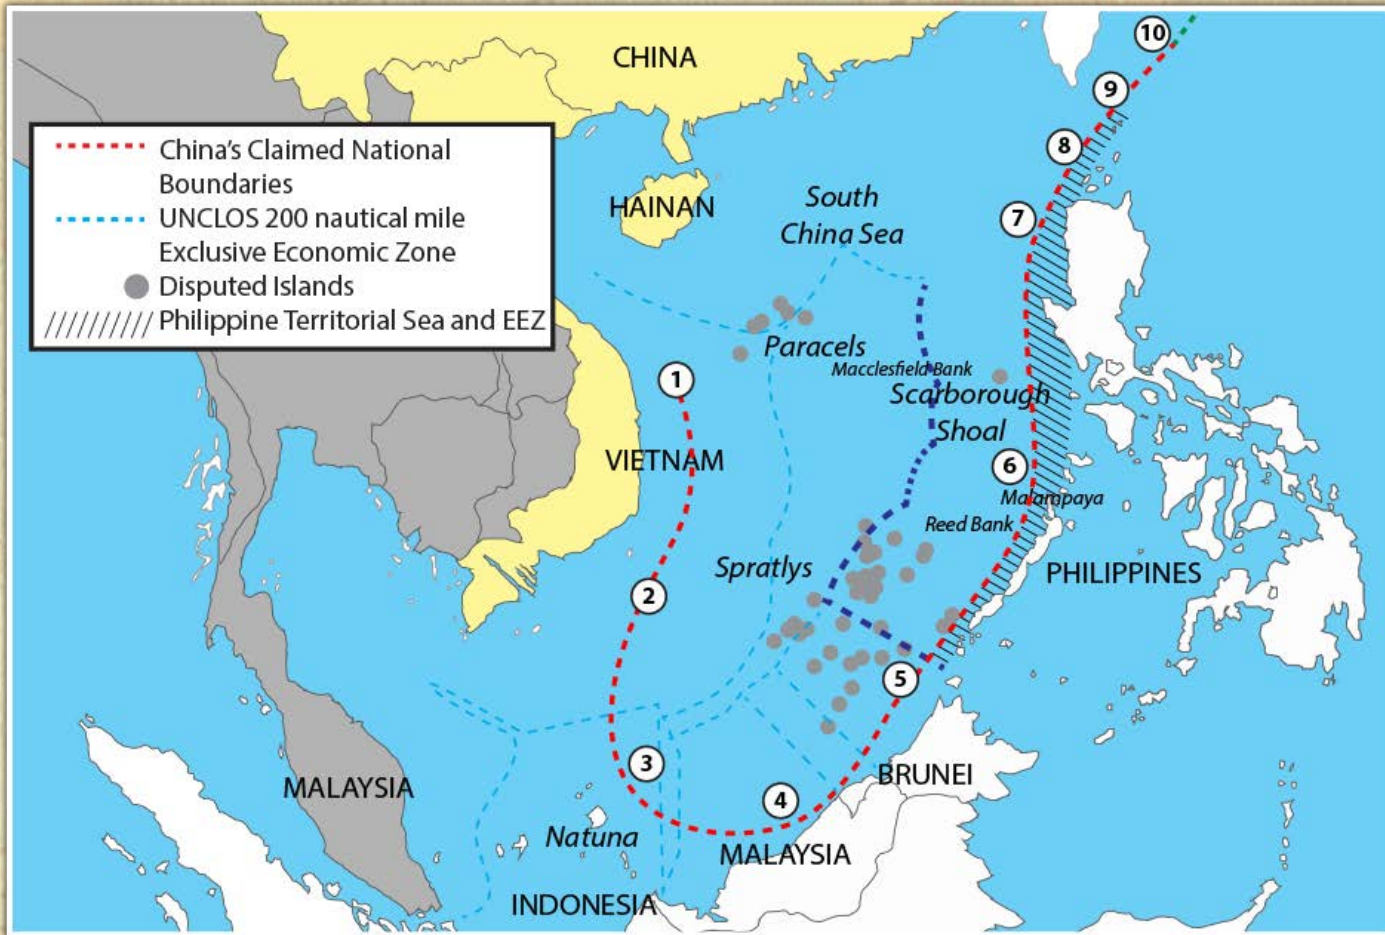 10
CHINA
9
China's Claimed National
Boundaries
UNCLOS 200 nautical mile
Exclusive Economic Zone
Disputed Islands
Philippine Territorial Sea and EEZ
8
HAINAN
South
China Sea
7
Paracels
Macclesfield Bank
1
Scarborough
Shoal
VIETNAM
6
Malampaya
Reed Bank
Spratlys
PHILIPPINES
2
5
3
BRUNEI
MALAYSIA
4
Natuna
MALAYSIA
INDONESIA